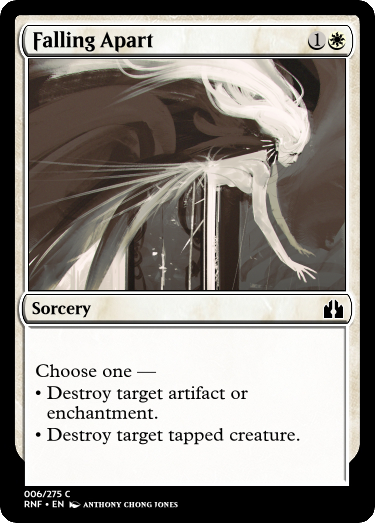 Falling Apart 1
Sorcery
Choose one —
• Destroy target artifact or
enchantment.
• Destroy target tapped creature.
006/275 C
RNF • EN ANTHONY CHONG JONES